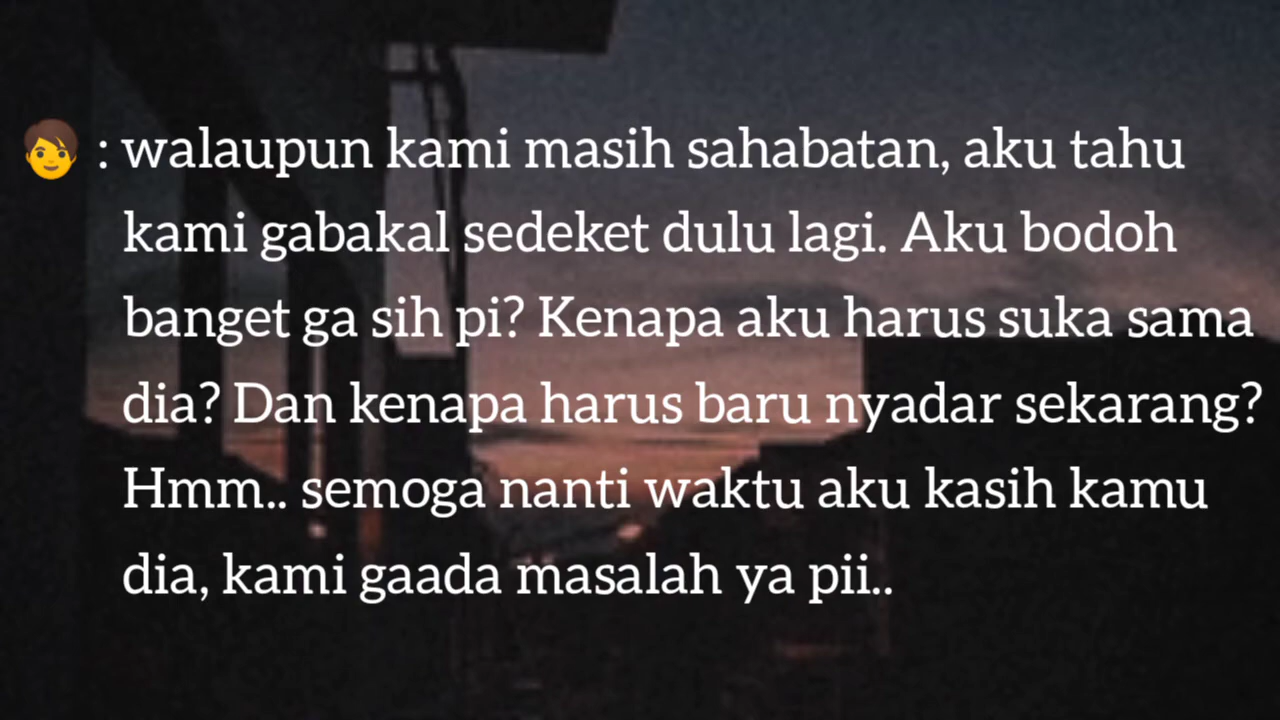 🧑 : walaupun kami masih sahabatan, aku tahu
kami gabakal sedeket dulu lagi. Aku bodoh
banget ga sih pi? Kenapa aku harus suka sama
dia? Dan kenapa harus baru nyadar sekarang?
Hmm.. semoga nanti waktu aku kasih kamu
dia, kami gaada masalah ya pii..